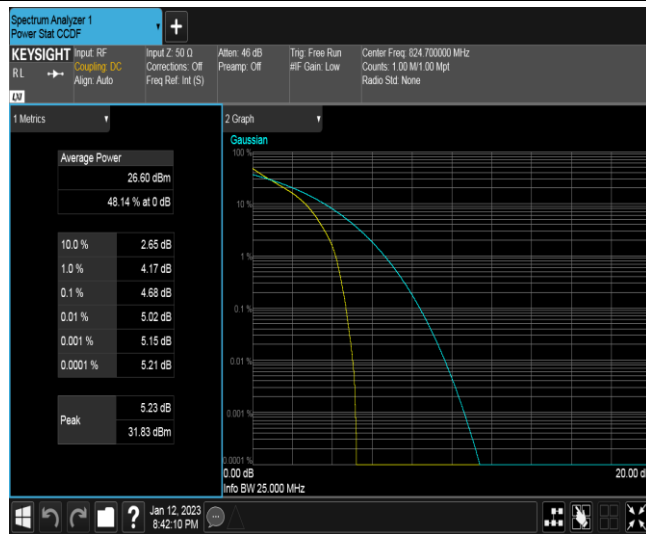 Spectrum Analyzer 1
Power Stat CCDF
+
KEYSIGHT
RL
LXI
Input: RF
Coupling: DC
Align: Auto
Input Z: 50 Ω
Corrections: Off
Freq Ref: Int (S)
Atten: 46 dB
Preamp: Off
Trig: Free Run
#IF Gain: Low
Center Freq: 824.700000 MHz
Counts: 1.00 M/1.00 Mpt
Radio Std: None
1 Metrics
Average Power
26.60 dBm
48.14 % at 0 dB
10.0 % 2.65 dB
1.0 % 4.17 dB
0.1 % 4.68 dB
0.01 % 5.02 dB
0.001 % 5.15 dB
0.0001 % 5.21 dB
Peak
5.23 dB
31.83 dBm
2 Graph
Gaussian
100 %
10 %
1 %
0.1 %
0.01 %
0.001 %
0.0001 %
0.00 dB 20.00 d
Info BW 25.000 MHz
?
Jan 12, 2023
8:42:10 PM